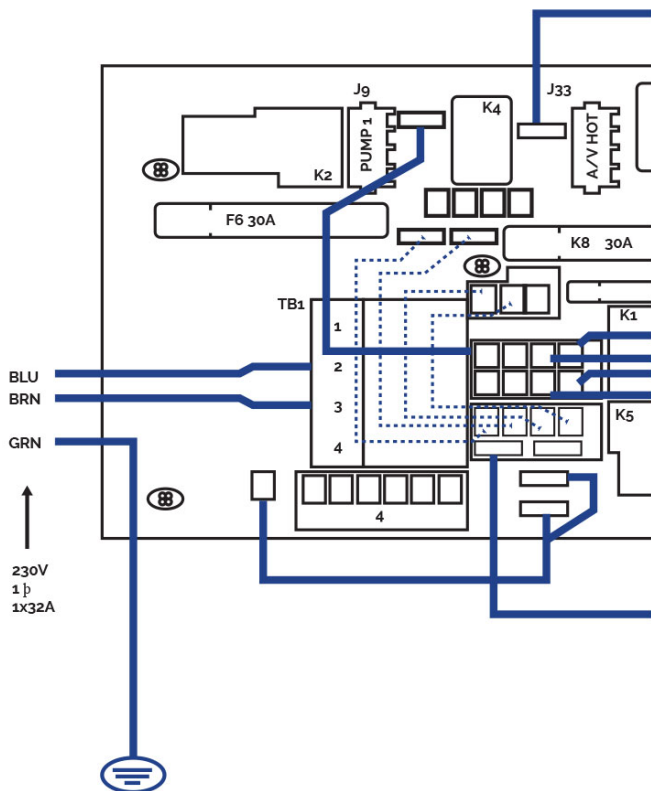 J9
J33
K4
PUMP 1
A/V HOT
K2
F6 30A
K8 30A
TB1
K1
1
2
BLU
BRN
3
K5
GRN
4
4
230V
1 þ
1x32A